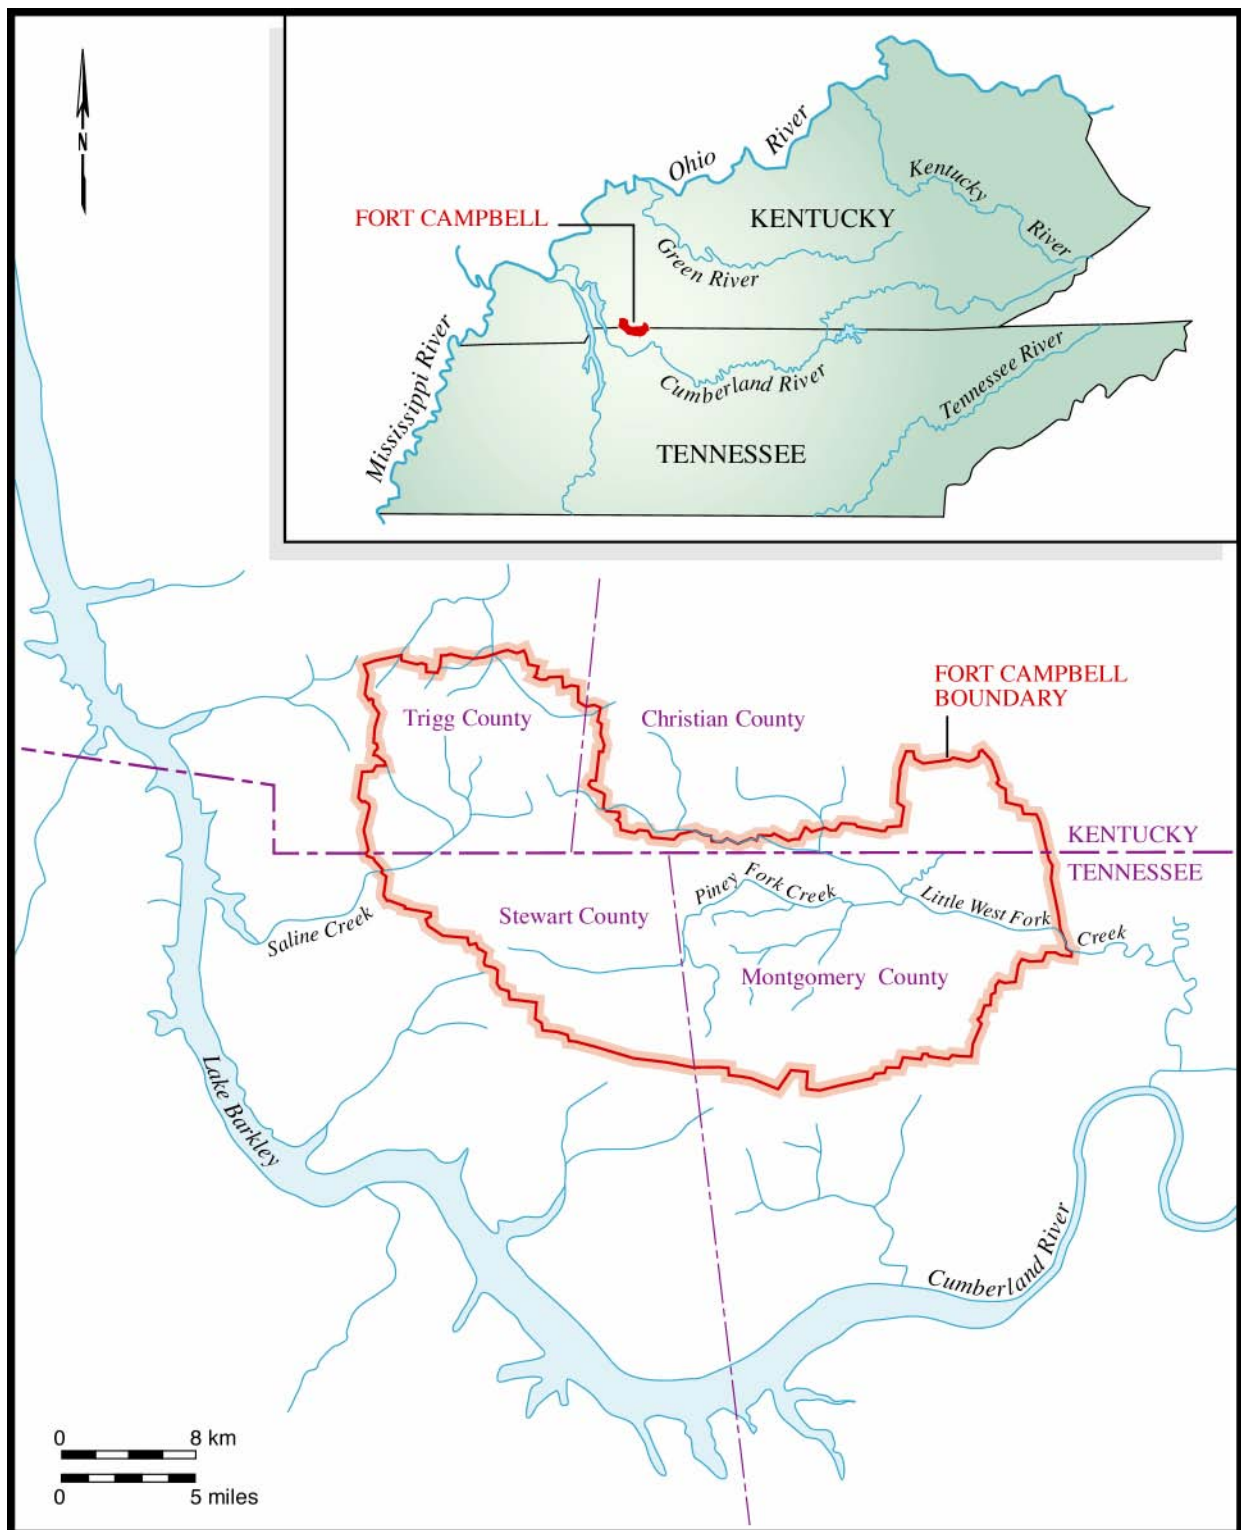 N
FORT CAMPBELL
Ohio River
KENTUCKY
Kentucky River
Green River
Mississippi River
Cumberland River
Tennessee River
TENNESSEE
FORT CAMPBELL
BOUNDARY
Trigg County
Christian County
KENTUCKY
TENNESSEE
Stewart County
Piney Fork Creek
Little West Fork Creek
Saline Creek
Montgomery County
Lake Barkley
Cumberland River
0 8 km
0 5 miles